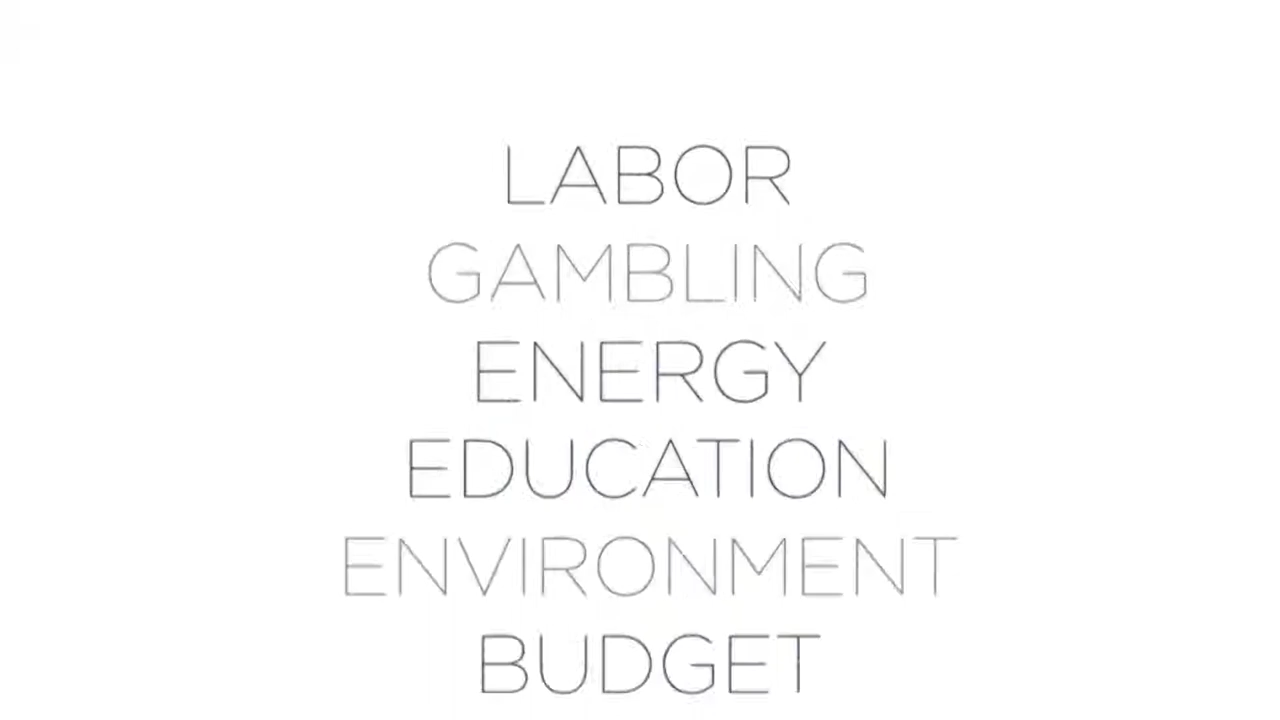 LABOR
GAMBLING
ENERGY
EDUCATION
ENVIRONMENT
BUDGET